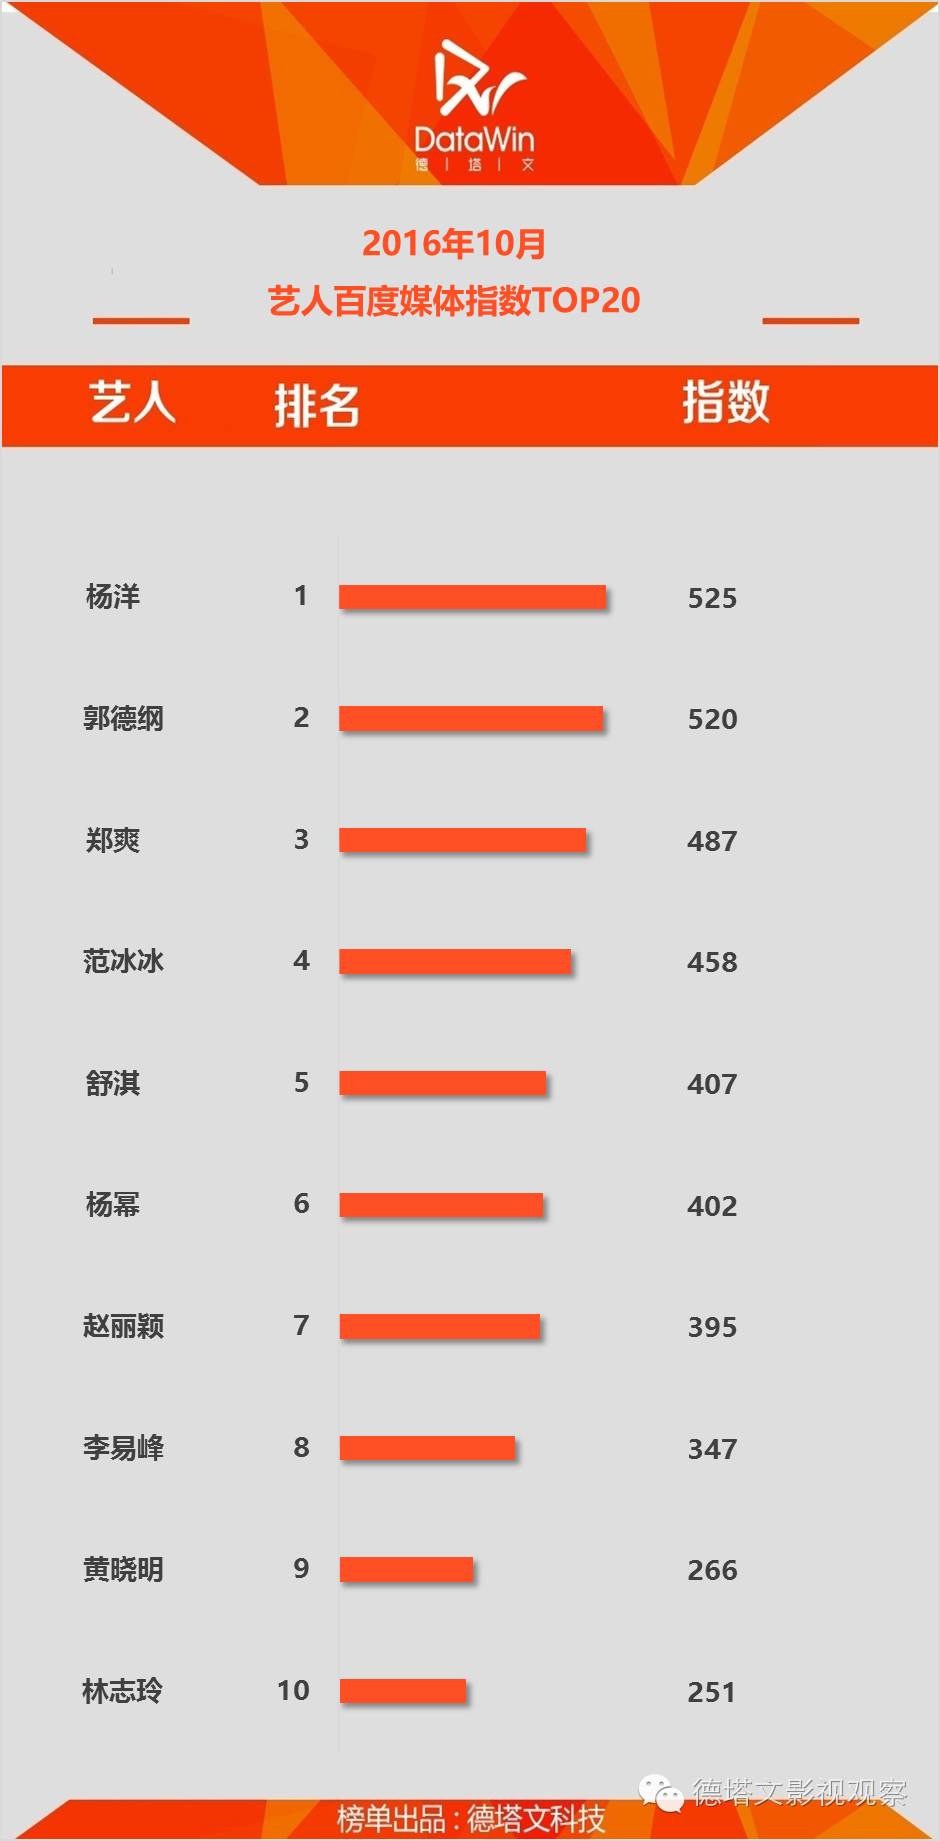 DataWin
德 | 塔 | 文
2016年10月
艺人百度媒体指数TOP20
艺人 排名 指数
杨洋 1 525
郭德纲 2 520
郑爽 3 487
范冰冰 4 458
舒淇 5 407
杨幂 6 402
赵丽颖 7 395
李易峰 8 347
黄晓明 9 266
林志玲 10 251
德塔文影视观察
榜单出品：德塔文科技